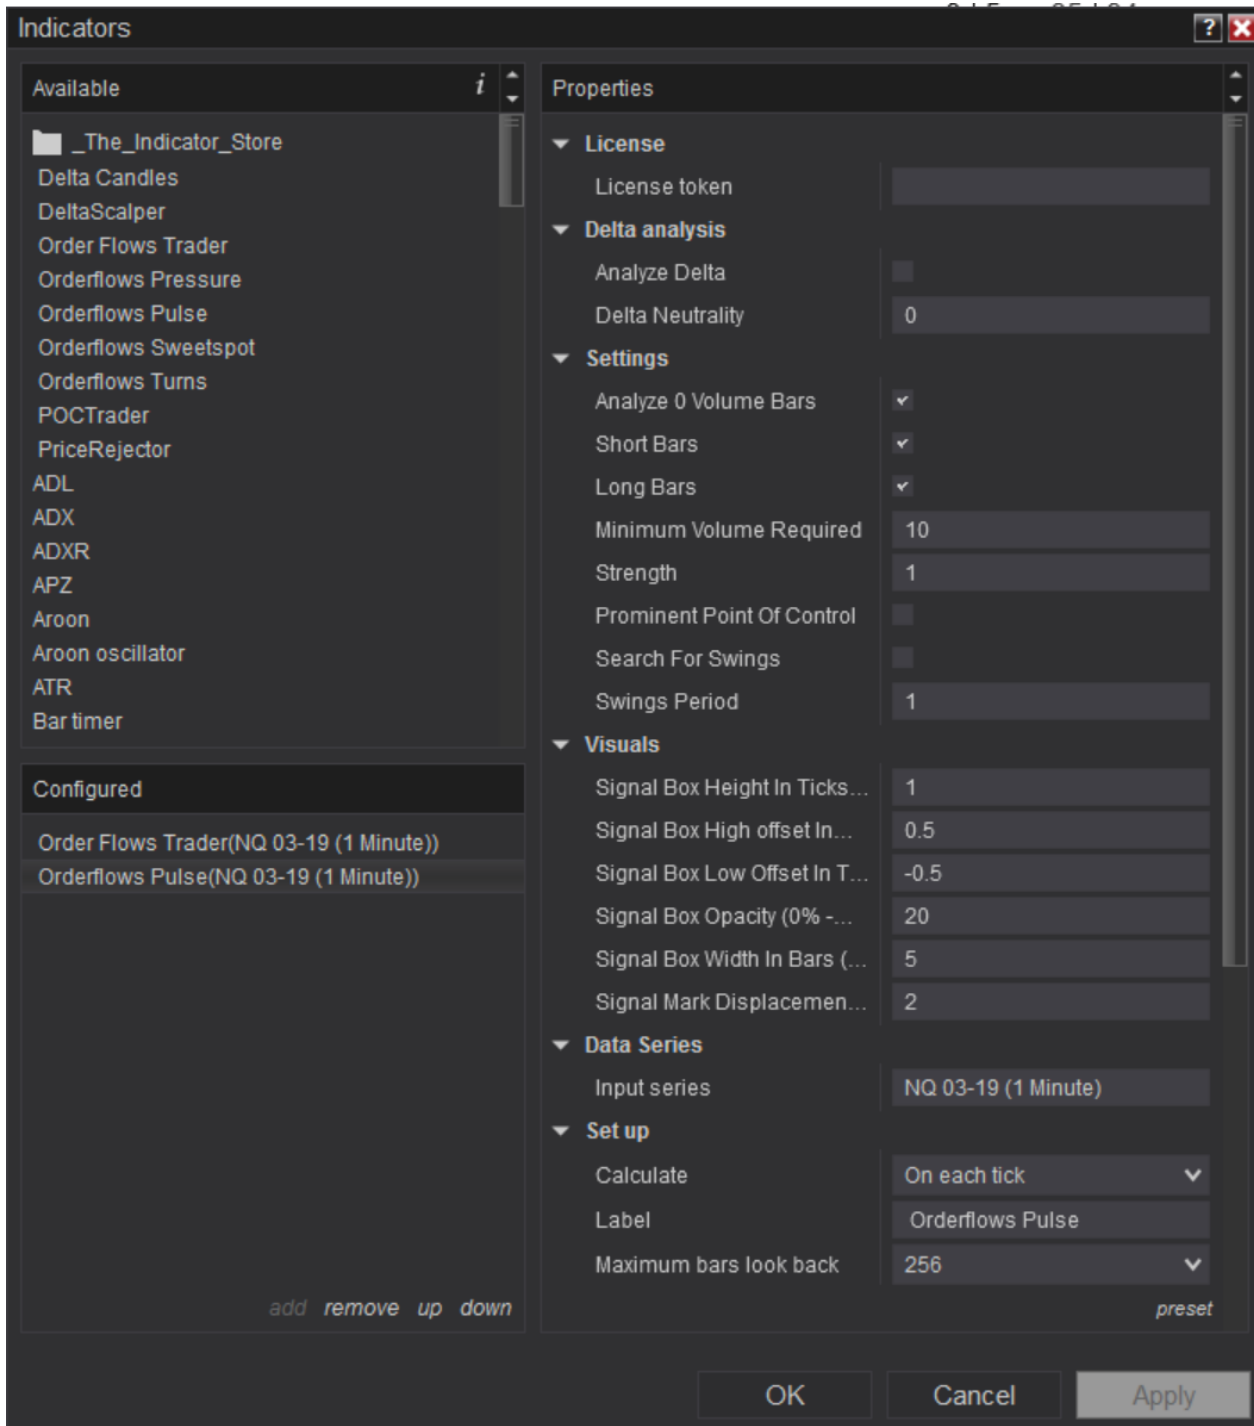 Indicators
?
Available
i
_The_Indicator_Store
Delta Candles
DeltaScalper
Order Flows Trader
Orderflows Pressure
Orderflows Pulse
Orderflows Sweetspot
Orderflows Turns
POCTrader
PriceRejector
ADL
ADX
ADXR
APZ
Aroon
Aroon oscillator
ATR
Bar timer
Configured
Order Flows Trader(NQ 03-19 (1 Minute))
Orderflows Pulse(NQ 03-19 (1 Minute))
add remove up down
Properties
License
License token
Delta analysis
Analyze Delta
Delta Neutrality 0
Settings
Analyze 0 Volume Bars
Short Bars
Long Bars
Minimum Volume Required 10
Strength 1
Prominent Point Of Control
Search For Swings
Swings Period 1
Visuals
Signal Box Height In Ticks... 1
Signal Box High offset In... 0.5
Signal Box Low Offset In T... -0.5
Signal Box Opacity (0% -... 20
Signal Box Width In Bars (... 5
Signal Mark Displacemen... 2
Data Series
Input series NQ 03-19 (1 Minute)
Set up
Calculate On each tick
Label Orderflows Pulse
Maximum bars look back 256
preset
OK Cancel Apply